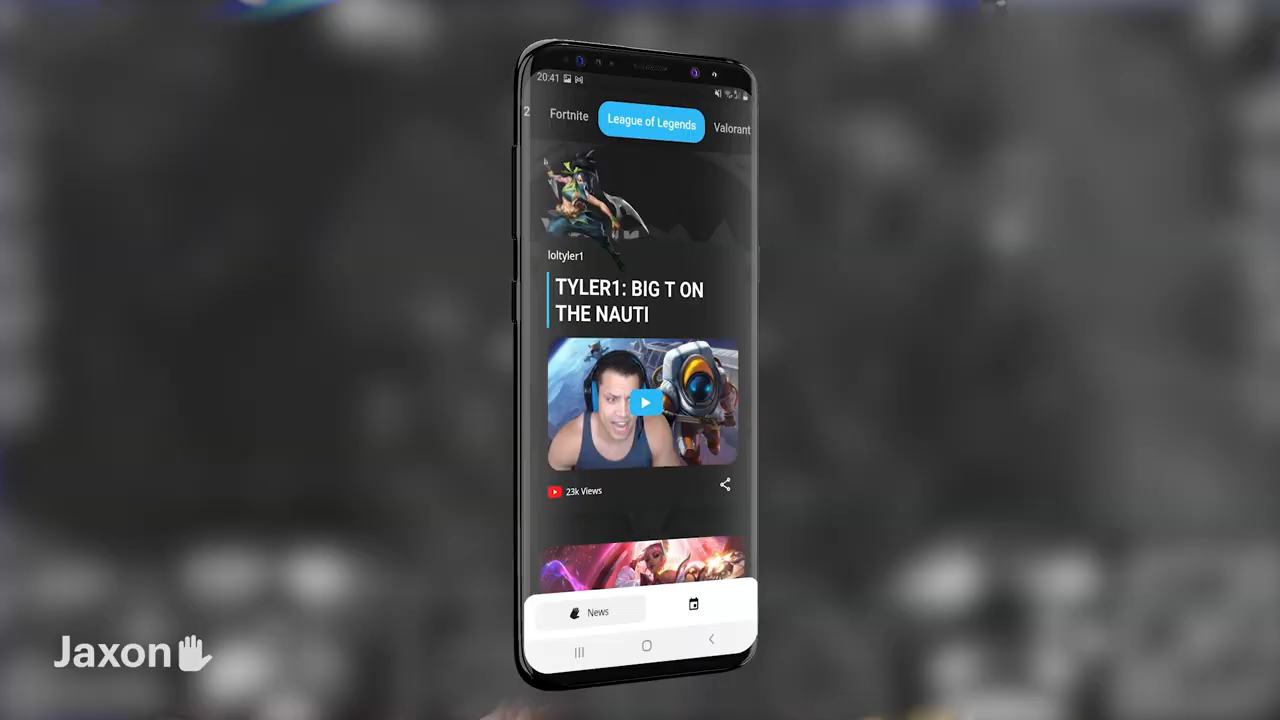 20:41
2
Fortnite
League of Legends
Valorant
loltyler1
TYLER1: BIG T ON
THE NAUTI
23k Views
News
Jaxon